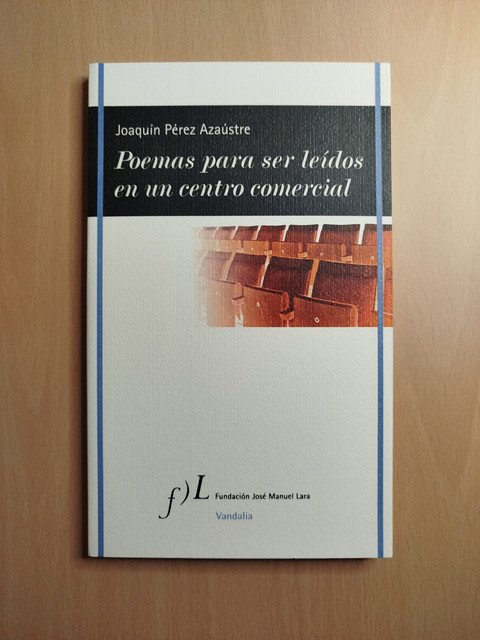 Joaquín Pérez Azaústre
Poemas para ser leídos
en un centro comercial
f)L Fundación José Manuel Lara
Vandalia